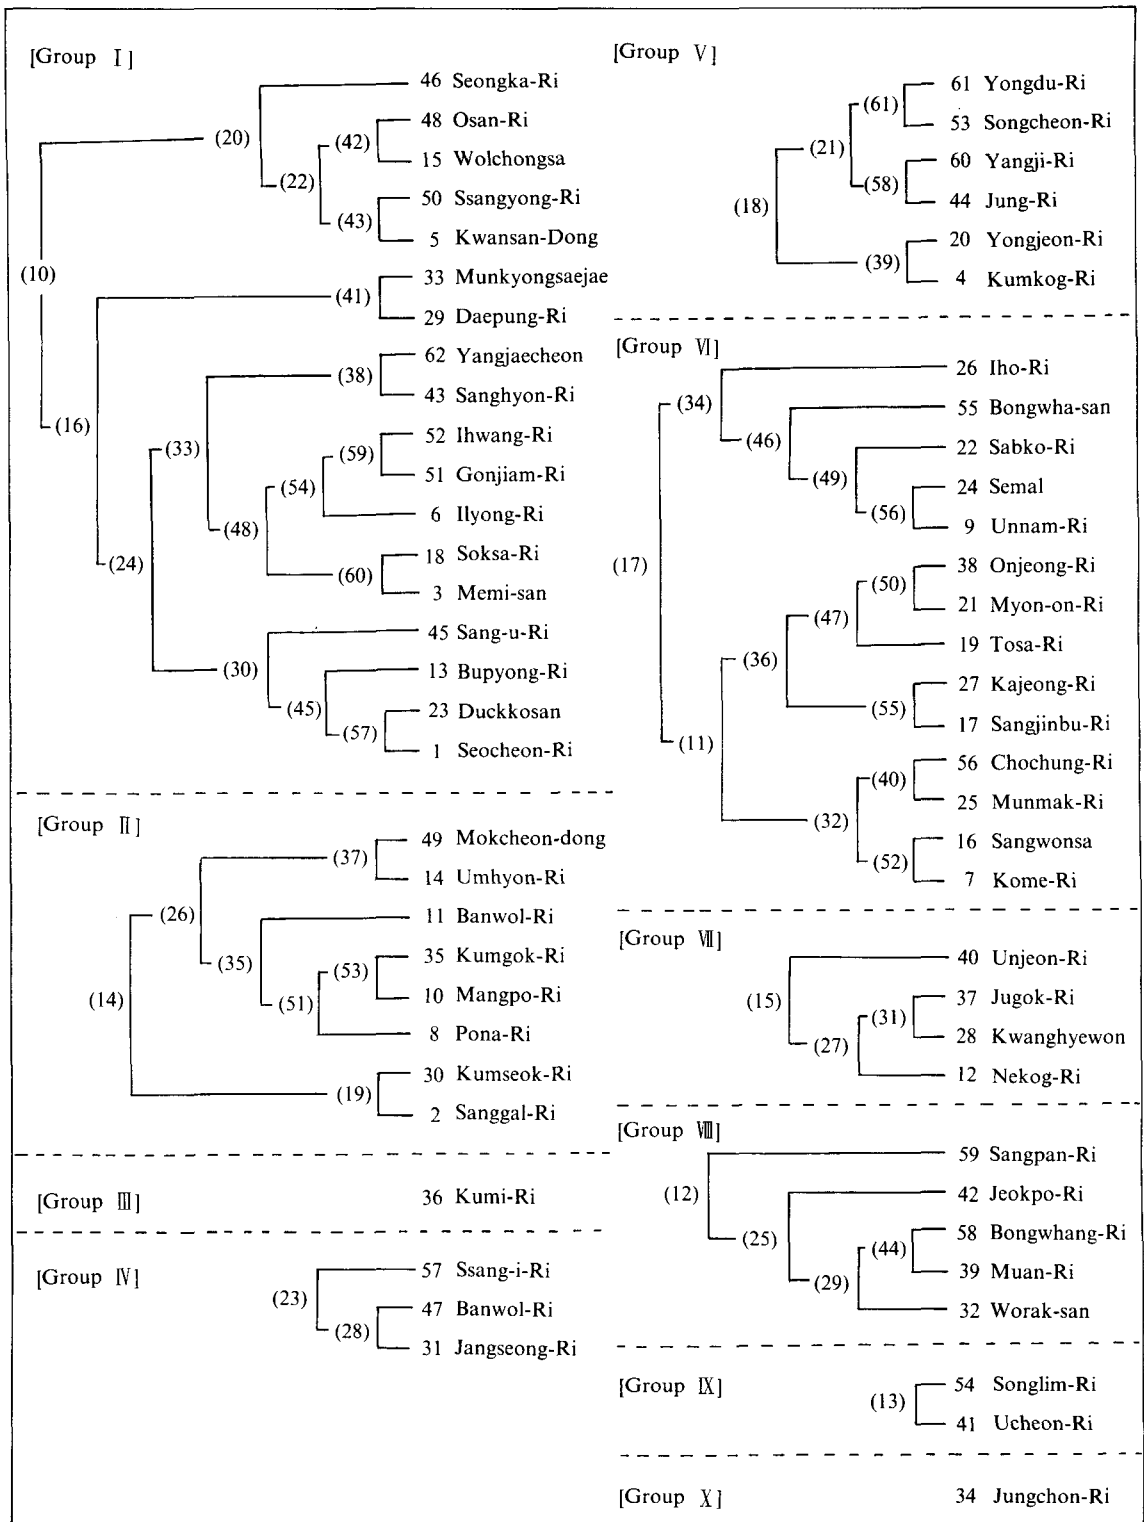 [Group Ⅰ]
46 Seongka-Ri
48 Osan-Ri
(42)
(20)
15 Wolchongsa
(22)
50 Ssangyong-Ri
(43)
5 Kwansan-Dong
(10)
33 Munkyongsaejae
(41)
29 Daepung-Ri
62 Yangjaecheon
(38)
43 Sanghyon-Ri
(16)
52 Ihwang-Ri
(33)
(59)
51 Gonjiam-Ri
(54)
6 Ilyong-Ri
(48)
18 Soksa-Ri
(24)
(60)
3 Memi-san
45 Sang-u-Ri
(30)
13 Bupyong-Ri
(45)
23 Duckkosan
(57)
1 Seocheon-Ri
[Group Ⅱ]
49 Mokcheon-dong
(37)
14 Umhyon-Ri
(26)
11 Banwol-Ri
(35)
35 Kumgok-Ri
(53)
10 Mangpo-Ri
(14)
(51)
8 Pona-Ri
30 Kumseok-Ri
(19)
2 Sanggal-Ri
[Group Ⅲ]
36 Kumi-Ri
[Group Ⅳ]
57 Ssang-i-Ri
(23)
47 Banwol-Ri
(28)
31 Jangseong-Ri
[Group Ⅴ]
61 Yongdu-Ri
(61)
53 Songcheon-Ri
(21)
60 Yangji-Ri
(58)
44 Jung-Ri
(18)
20 Yongjeon-Ri
(39)
4 Kumkog-Ri
[Group Ⅵ]
26 Iho-Ri
(34)
55 Bongwha-san
(46)
22 Sabko-Ri
(49)
24 Semal
(56)
9 Unnam-Ri
(17)
38 Onjeong-Ri
(50)
21 Myon-on-Ri
(47)
19 Tosa-Ri
(36)
27 Kajeong-Ri
(55)
17 Sangjinbu-Ri
(11)
56 Chochung-Ri
(40)
25 Munmak-Ri
(32)
16 Sangwonsa
(52)
7 Kome-Ri
[Group Ⅶ]
40 Unjeon-Ri
(15)
37 Jugok-Ri
(31)
28 Kwanghyewon
(27)
12 Nekog-Ri
[Group Ⅷ]
59 Sangpan-Ri
(12)
42 Jeokpo-Ri
(25)
58 Bongwhang-Ri
(44)
39 Muan-Ri
(29)
32 Worak-san
[Group Ⅸ]
54 Songlim-Ri
(13)
41 Ucheon-Ri
[Group Ⅹ]
34 Jungchon-Ri